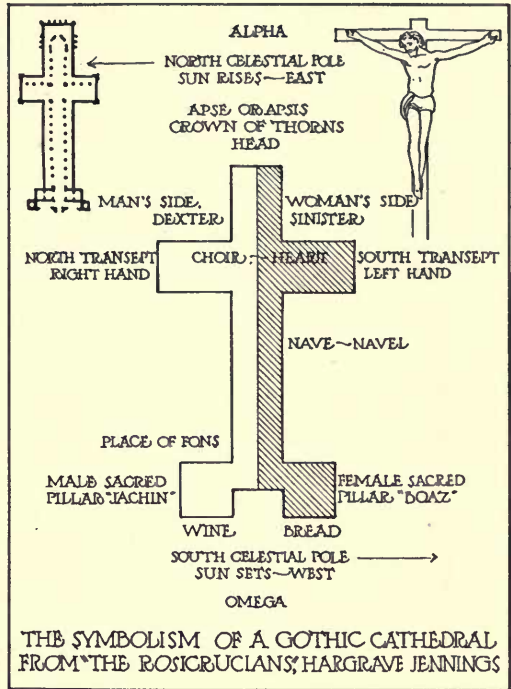 ALPHA
NORTH CELESTIAL POLE
SUN RISES~EAST
APSE OR APSIS
CROWN OF THORNS
HEAD
MAN'S SIDE,
DEXTER
WOMAN'S SIDE
SINISTER
NORTH TRANSEPT
RIGHT HAND
CHOIR~HEART
SOUTH TRANSEPT
LEFT HAND
NAVE~NAVEL
PLACE OF FONS
MALE SACRED
PILLAR "JACHIN"
FEMALE SACRED
PILLAR "BOAZ"
WINE
BREAD
SOUTH CELESTIAL POLE
SUN SETS~WEST
OMEGA
THE SYMBOLISM OF A GOTHIC CATHEDRAL
FROM "THE ROSICRUCIANS", HARGRAVE JENNINGS